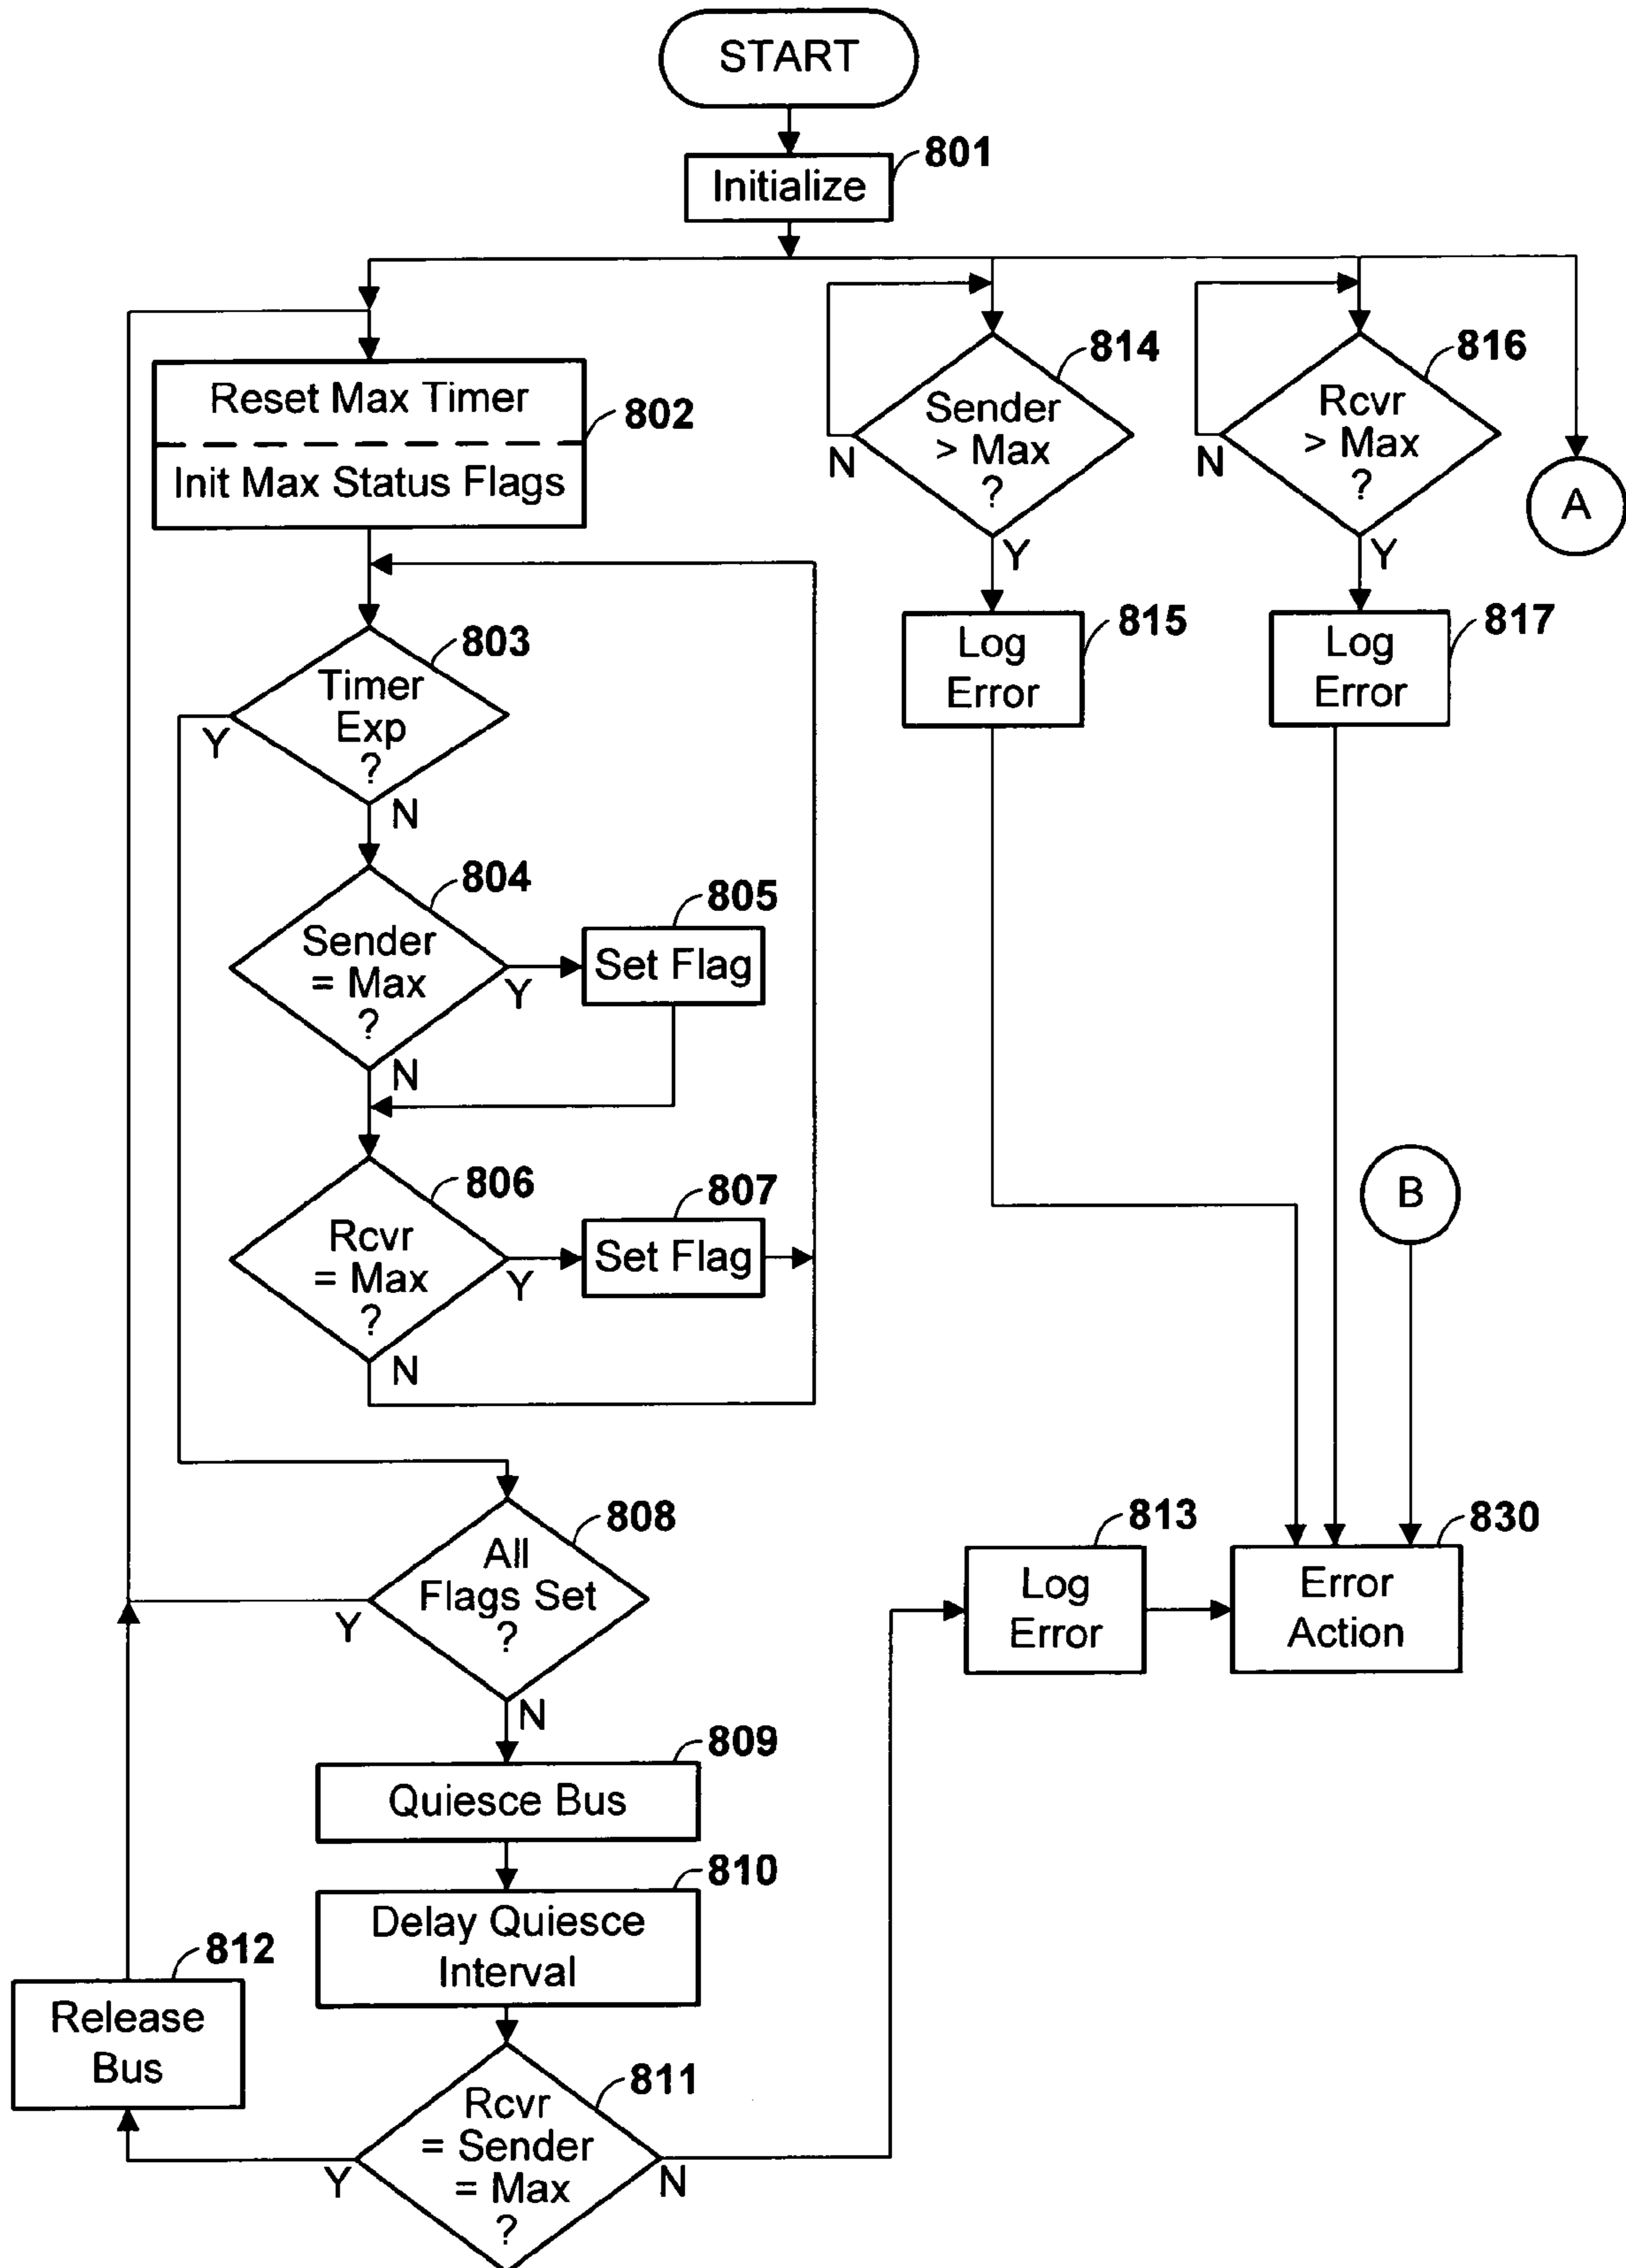 START
801
Initialize
Reset Max Timer
802
Init Max Status Flags
814
Sender
> Max
?
N
Y
816
Rcvr
> Max
?
N
Y
A
815
Log
Error
817
Log
Error
803
Timer
Exp
?
Y
N
804
Sender
= Max
?
Y
N
805
Set Flag
806
Rcvr
= Max
?
Y
N
807
Set Flag
B
808
All
Flags Set
?
Y
N
813
Log
Error
830
Error
Action
809
Quiesce Bus
810
Delay Quiesce
Interval
812
Release
Bus
811
Rcvr
= Sender
= Max
?
Y
N